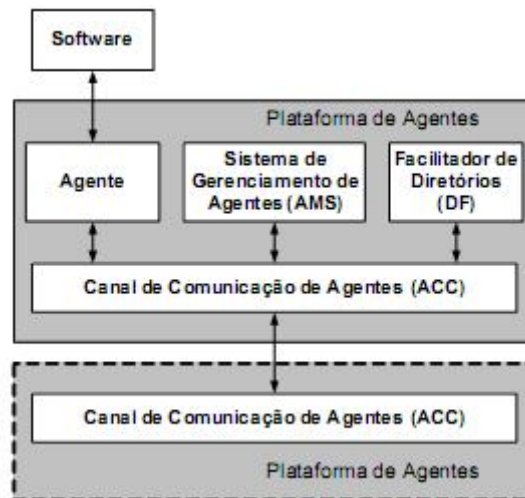 Software
Plataforma de Agentes
Agente
Sistema de
Gerenciamento de
Agentes (AMS)
Facilitador de
Diretórios
(DF)
Canal de Comunicação de Agentes (ACC)
Canal de Comunicação de Agentes (ACC)
Plataforma de Agentes